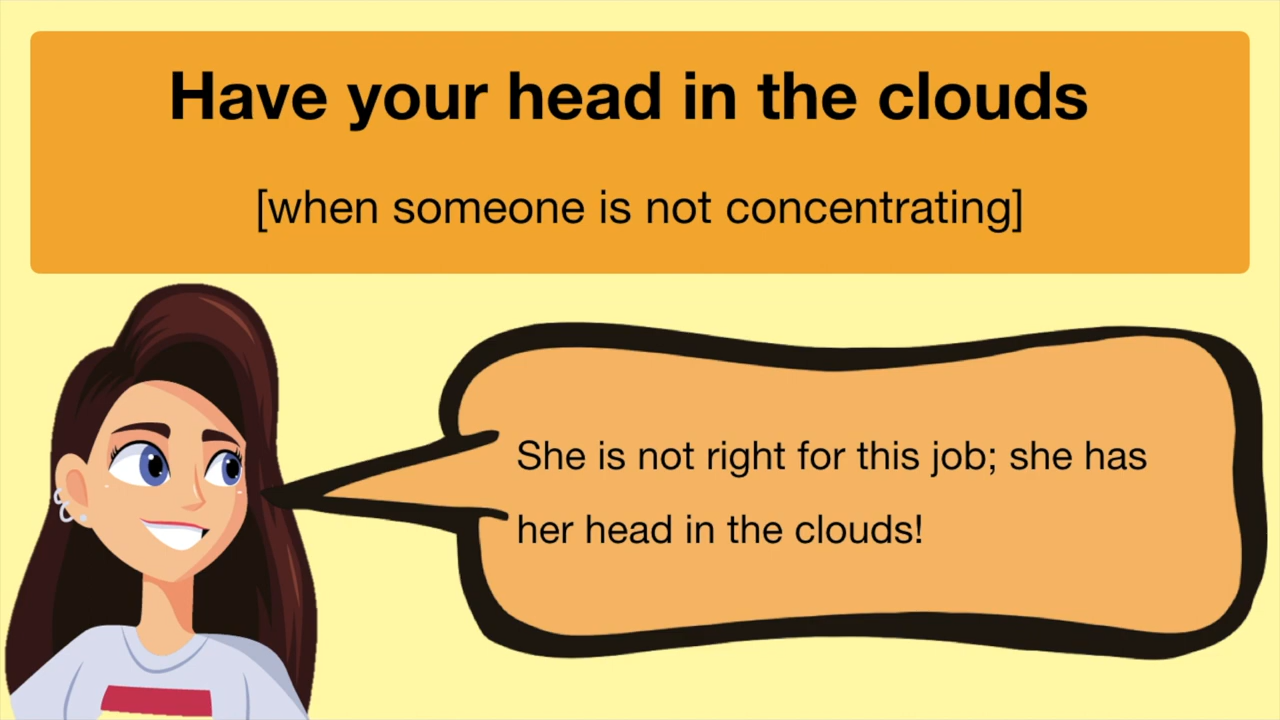 Have your head in the clouds
[when someone is not concentrating]
She is not right for this job; she has
her head in the clouds!